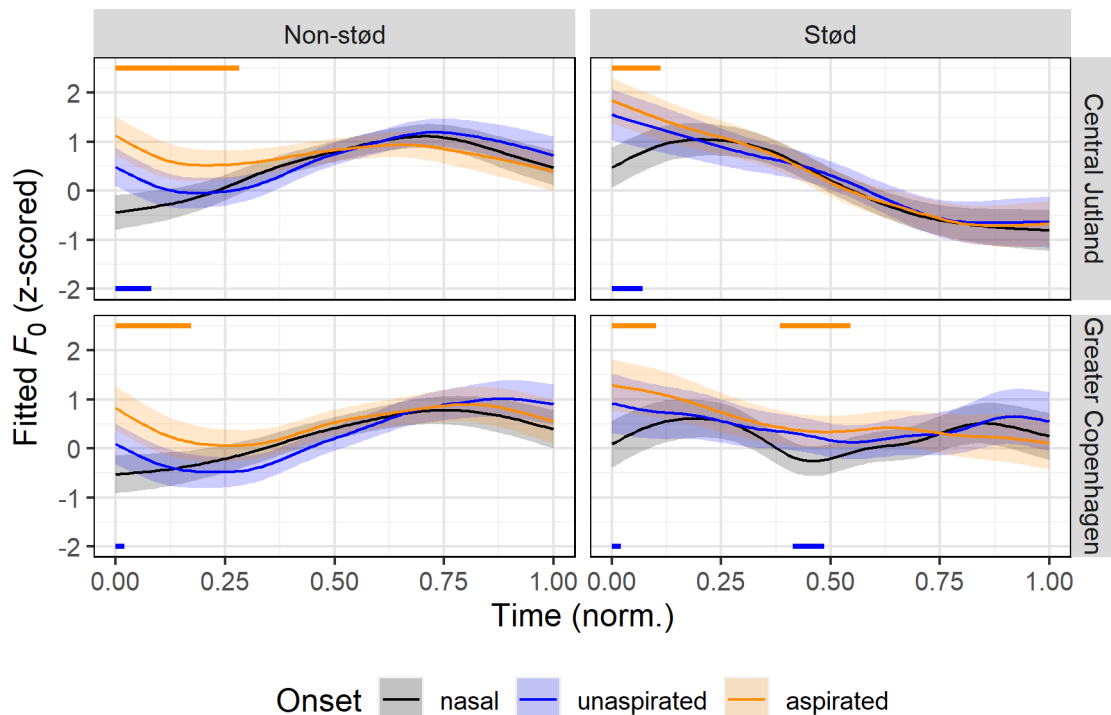 Non-stød
Stød
2
1
0
-1
-2
Central Jutland
2
1
0
-1
-2
Greater Copenhagen
Fitted F₀ (z-scored)
0.00 0.25 0.50 0.75 1.00
0.00 0.25 0.50 0.75 1.00
Time (norm.)
Onset nasal unaspirated aspirated